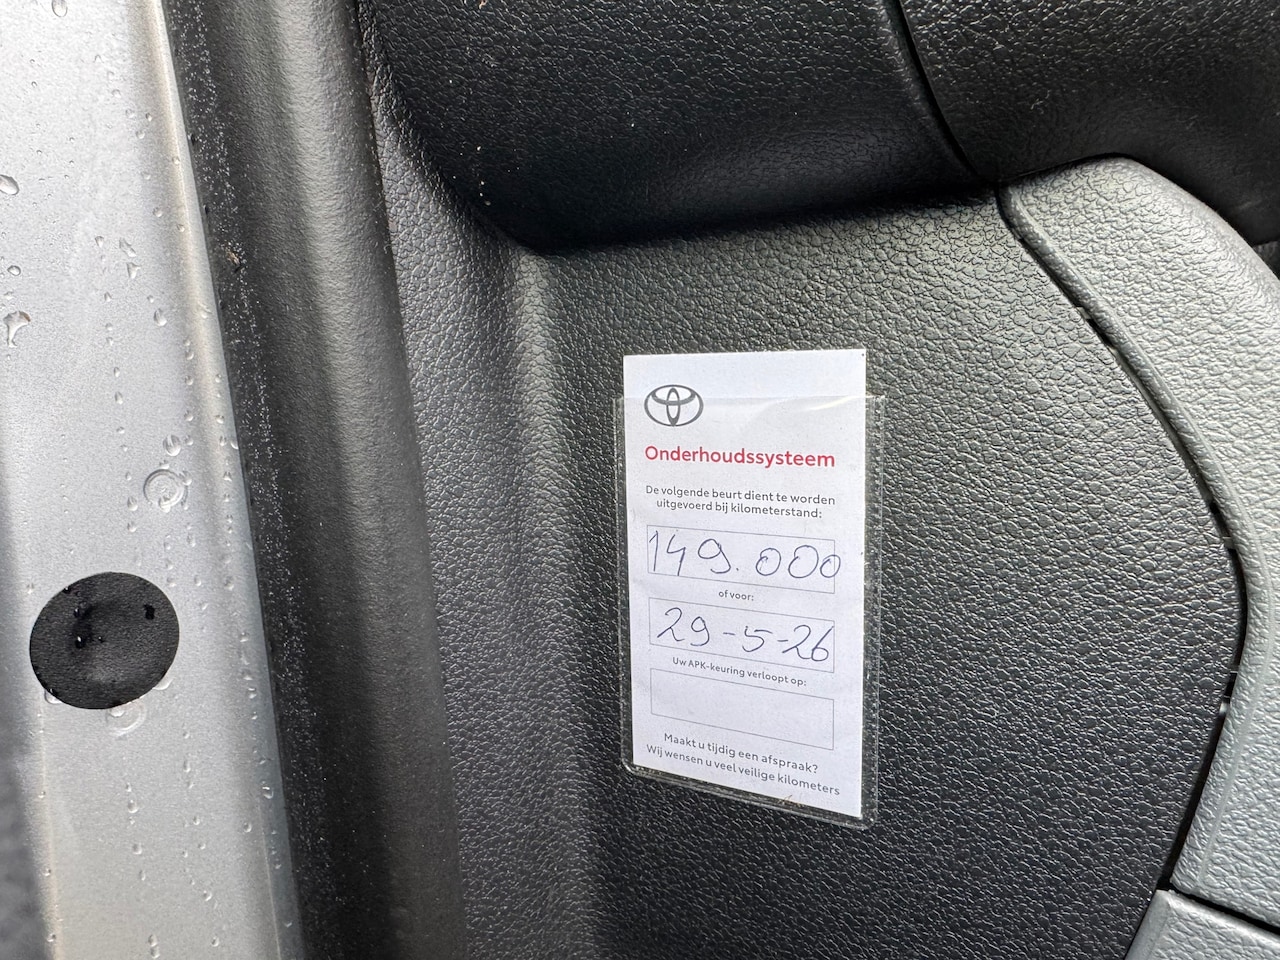 Onderhoudssysteem
De volgende beurt dient te worden
uitgevoerd bij kilometerstand:
149.000
of voor:
29-5-26
Uw APK-keuring verloopt op:
Maakt u tijdig een afspraak?
Wij wensen u veel veilige kilometers